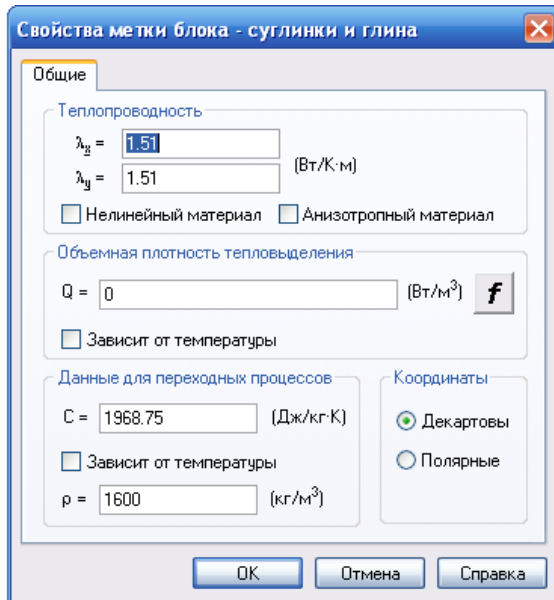 Свойства метки блока - суглинки и глина
Общие
Теплопроводность
λx = 1.51
(Вт/К·м)
λy = 1.51
Нелинейный материал Анизотропный материал
Объемная плотность тепловыделения
Q = 0 (Вт/м³) f
Зависит от температуры
Данные для переходных процессов
C = 1968.75 (Дж/кг·К)
Зависит от температуры
ρ = 1600 (кг/м³)
Координаты
Декартовы
Полярные
ОК Отмена Справка